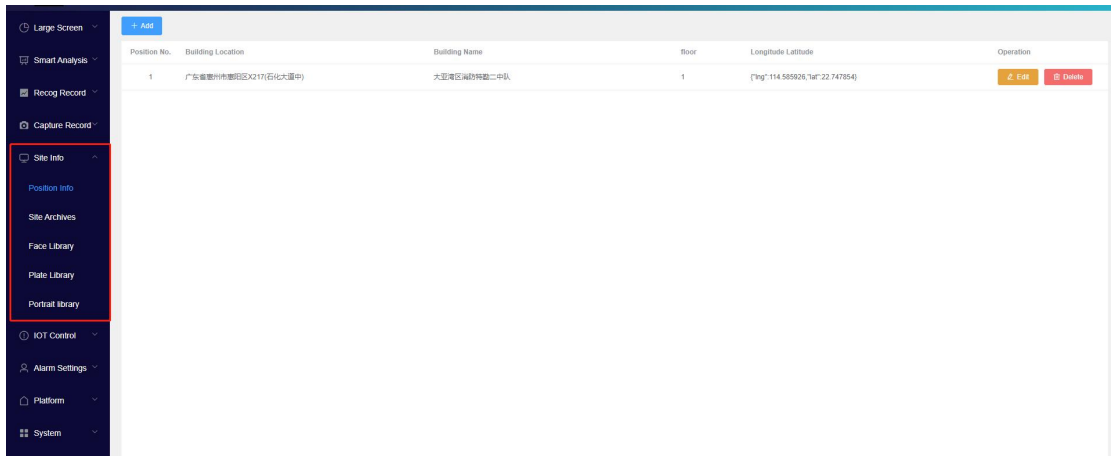 Large Screen
+ Add
Smart Analysis
Position No. Building Location Building Name floor Longitude Latitude Operation
1 广东省惠州市惠阳区X217(石化大道中) 大亚湾区消防特勤二中队 1 {"lng":114.585926,"lat":22.747854} Edit Delete
Recog Record
Capture Record
Site Info
Position Info
Site Archives
Face Library
Plate Library
Portrait library
IOT Control
Alarm Settings
Platform
System